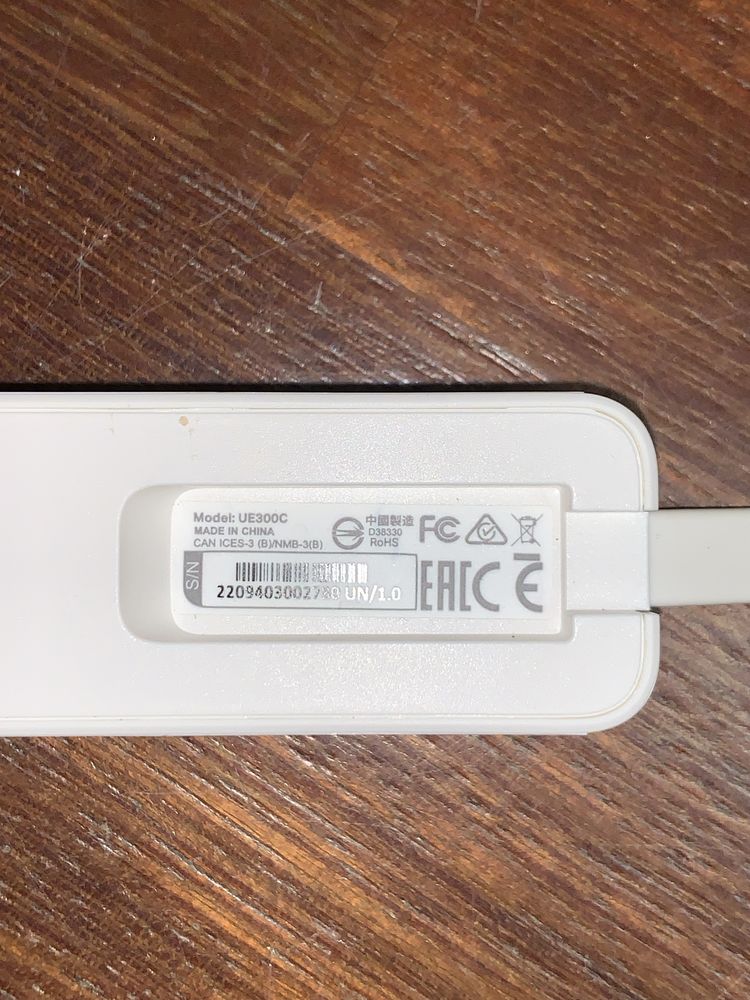 Model: UE300C
MADE IN CHINA
CAN ICES-3 (B)/NMB-3(B)
中國製造
D38330
RoHS
FC
S/N
2209403002780 UN/1.0
EAC CE